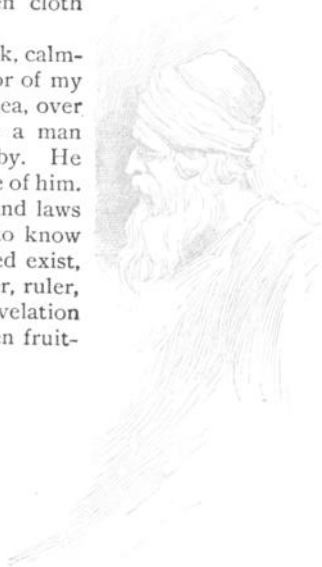 en cloth
k, calm-
or of my
ea, over
a man
by. He
e of him.
nd laws
to know
ed exist,
r, ruler,
velation
n fruit-